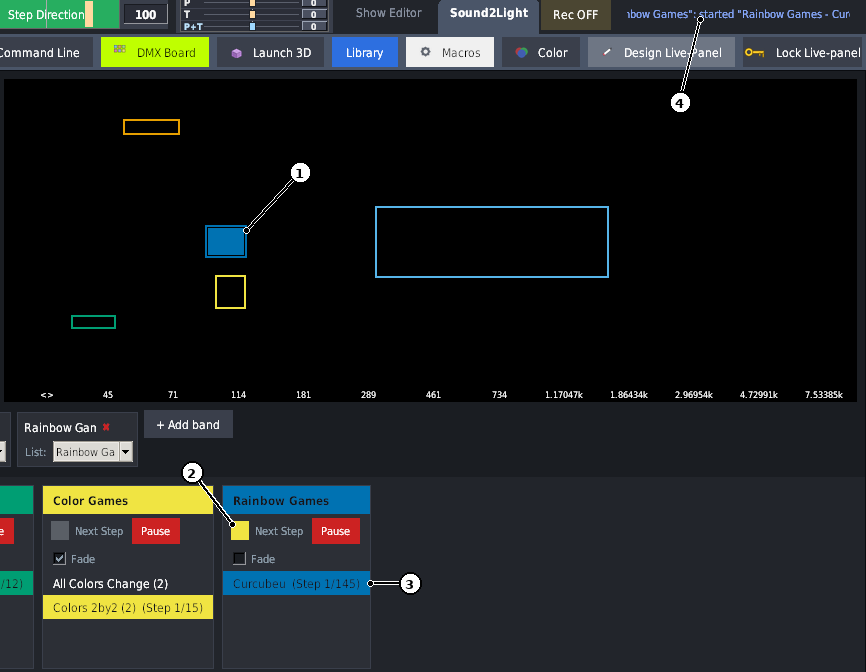 P
Step Direction 100 T 0 Show Editor Sound2Light Rec OFF started "Rainbow Games -
P+T 0
Command Line DMX Board Launch 3D Library Macros Color Design Live-Panel Lock Live-panel
1
2
3
4
<> 45 71 114 181 289 461 734 1.17047k 1.86434k 2.96954k 4.72991k 7.53385k
Rainbow Gan ✖ + Add band
List: Rainbow Ga
Color Games Rainbow Games
Next Step Pause Next Step Pause
Fade Fade
/12) All Colors Change (2) Curcubeu (Step 1/145)
Colors 2by2 (2) (Step 1/15)